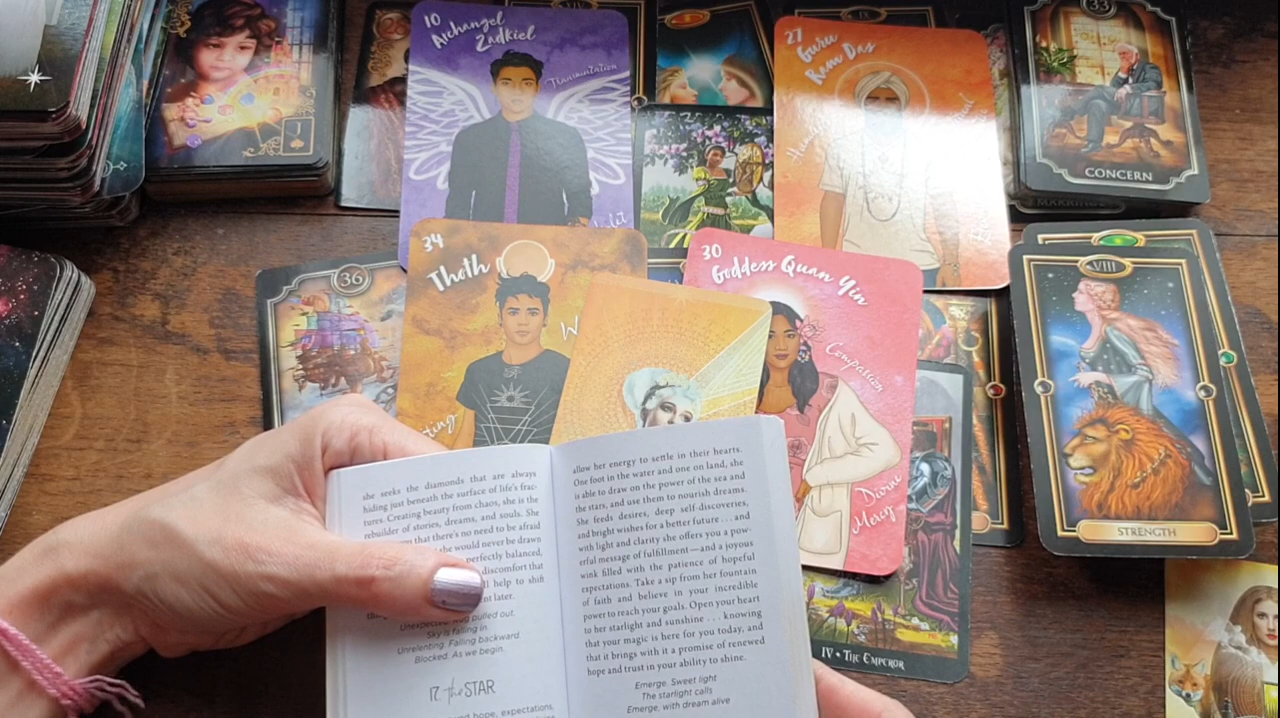 10
Archangel
Zadkiel
Transmutation
27
Guru
Ram Das
33
CONCERN
36
34
Thoth
30
Goddess Quan Yin
Compassion
Divine
Mercy
VIII
STRENGTH
J
IV • THE EMPEROR
she seeks the diamonds that are always
hiding just beneath the surface of life's frac-
tures. Creating beauty from chaos, she is the
rebuilder of stories, dreams, and souls. She
that there's no need to be afraid
she would never be drawn
perfectly balanced,
discomfort that
help to shift
later.
Unexpected. Rug pulled out.
Sky is falling in.
Unrelenting. Falling backward.
Blocked. As we begin.
17. the STAR
hope, expectations,
allow her energy to settle in their hearts.
One foot in the water and one on land, she
is able to draw on the power of the sea and
the stars, and use them to nourish dreams.
She feeds desires, deep self-discoveries,
and bright wishes for a better future . . . and
with light and clarity she offers you a pow-
erful message of fulfillment—and a joyous
wink filled with the patience of hopeful
expectations. Take a sip from her fountain
of faith and believe in your incredible
power to reach your goals. Open your heart
to her starlight and sunshine . . . knowing
that your magic is here for you today, and
that it brings with it a promise of renewed
hope and trust in your ability to shine.
Emerge. Sweet light
The starlight calls
Emerge, with dream alive